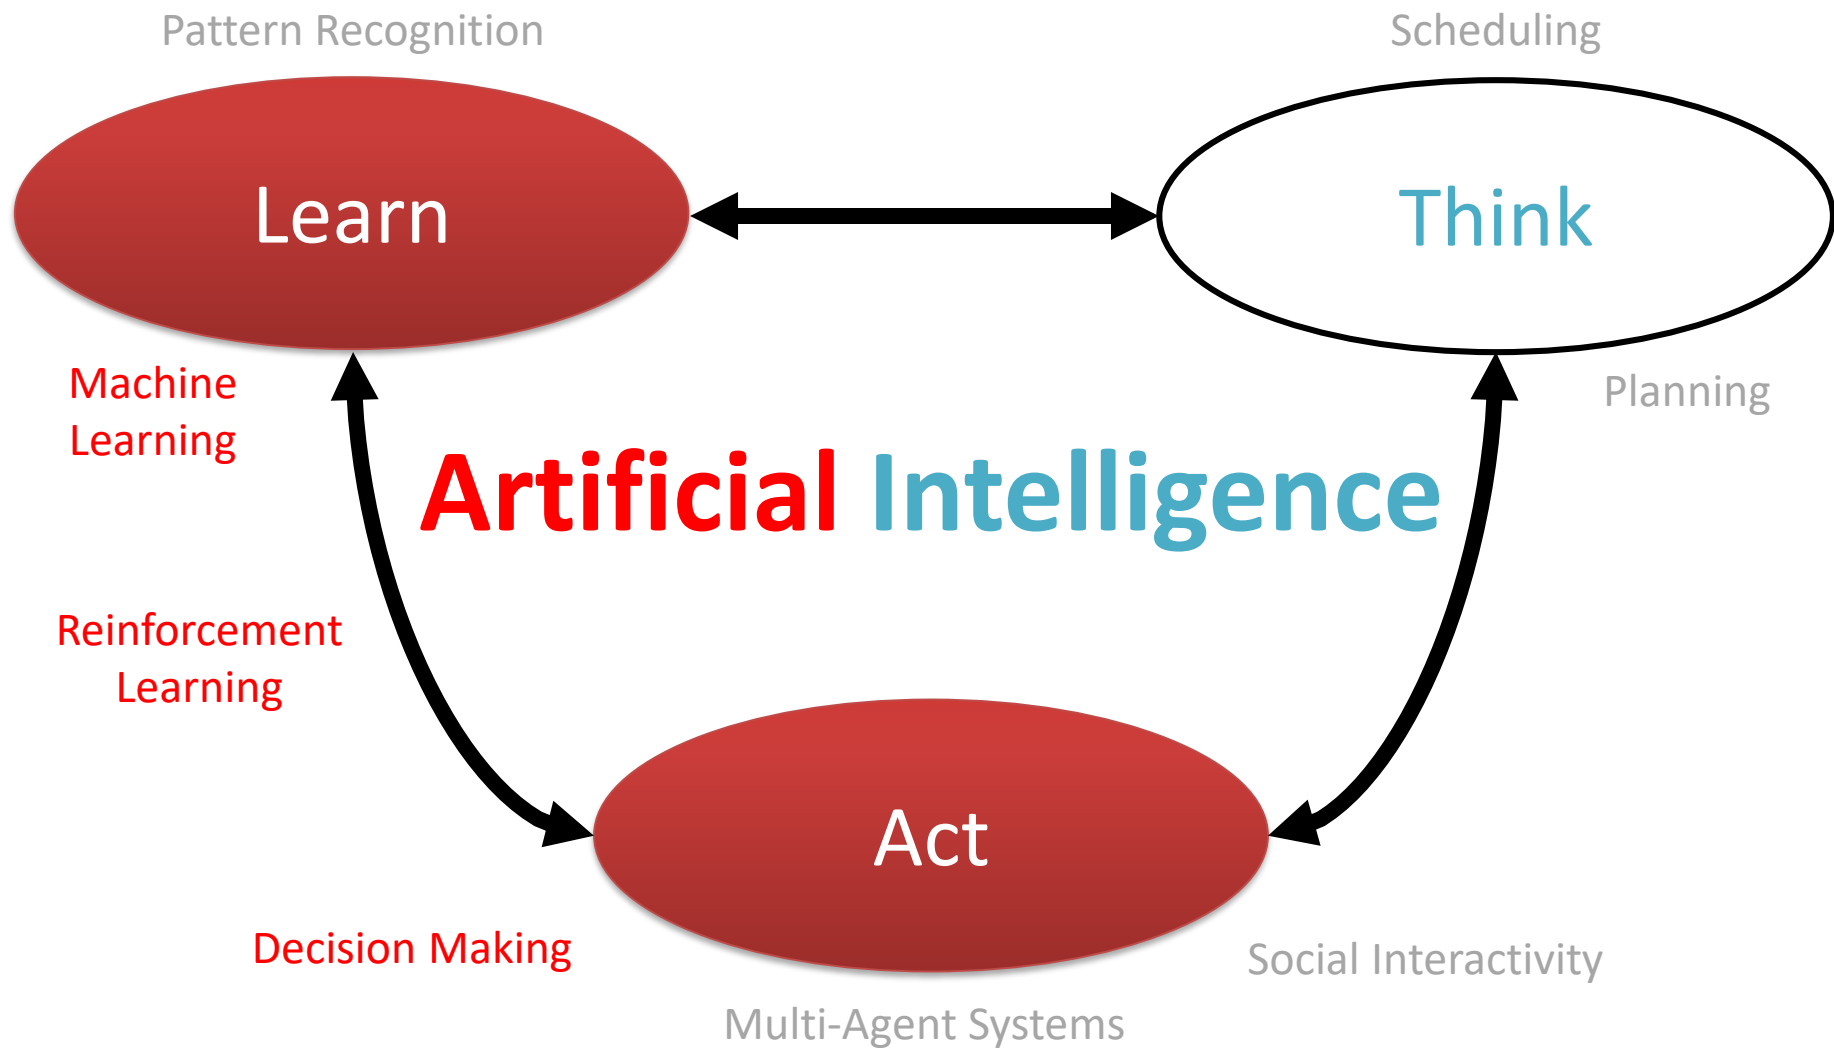 Pattern Recognition
Scheduling
Learn
Think
Machine
Learning
Planning
Artificial Intelligence
Reinforcement
Learning
Act
Decision Making
Social Interactivity
Multi-Agent Systems